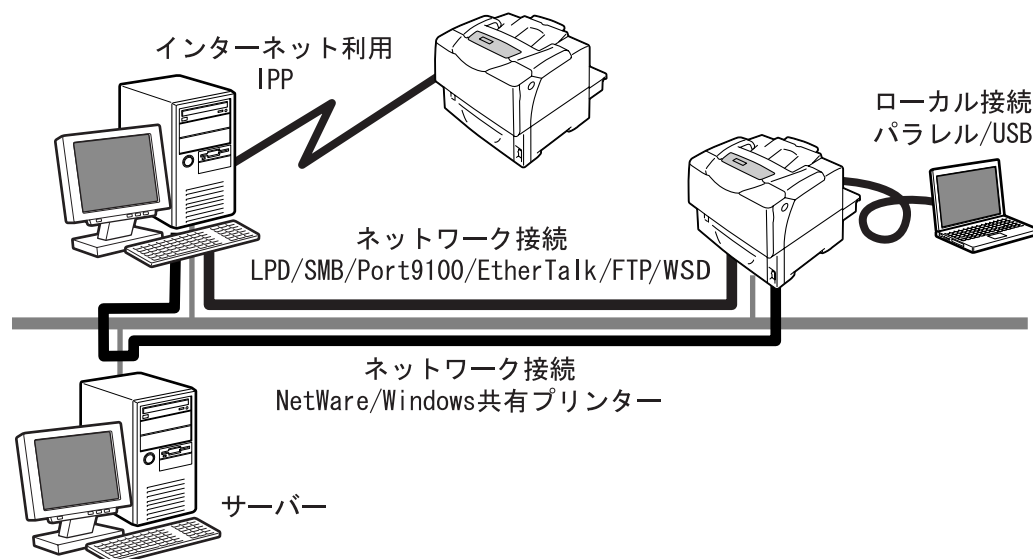 インターネット利用
IPP
ローカル接続
パラレル/USB
ネットワーク接続
LPD/SMB/Port9100/EtherTalk/FTP/WSD
ネットワーク接続
NetWare/Windows共有プリンター
サーバー